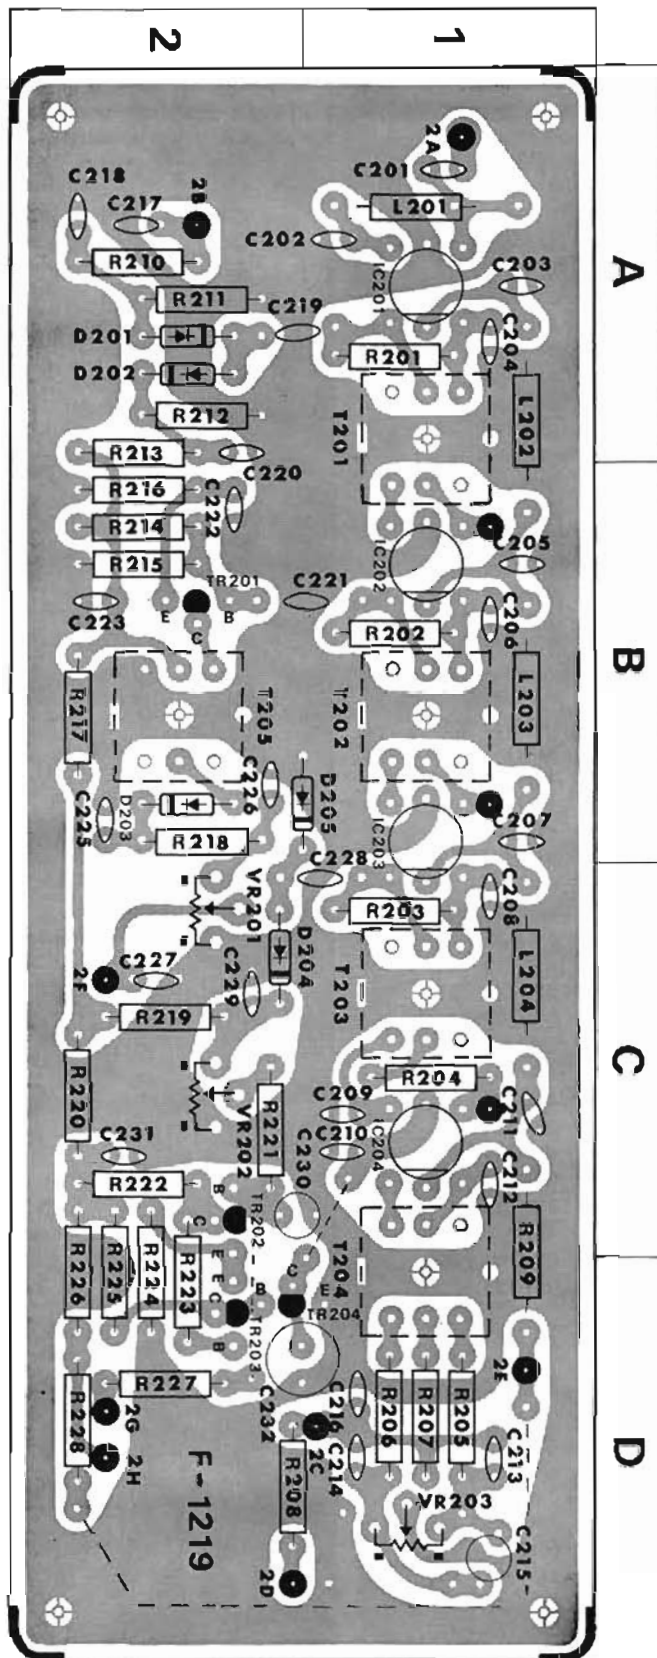 2 1
A
B
C
D
2A
C201
L201
C218
C217
2B
C202
R210
IC201
C203
R211
C219
D201
R201
C204
D202
R212
T201
L202
R213
C220
R216
C222
R214
R215
IC202
C205
TR201
C221
C223
E
B
C
R202
C206
R217
T205
T202
L203
C226
D205
C225
D203
R218
IC203
C207
C228
VR201
R203
C208
D204
T203
L204
2F
C227
C229
R219
R204
R220
VR202
R221
C209
C210
IC204
C211
C231
C230
R222
B
C
TR202
C212
T204
R209
R226
R225
R224
R223
E
E
C
B
TR203
B
C
E
TR204
2E
R227
C232
C216
R206
R207
R205
R228
2G
2H
2C
C214
C213
R208
VR203
F-1219
C215
2D